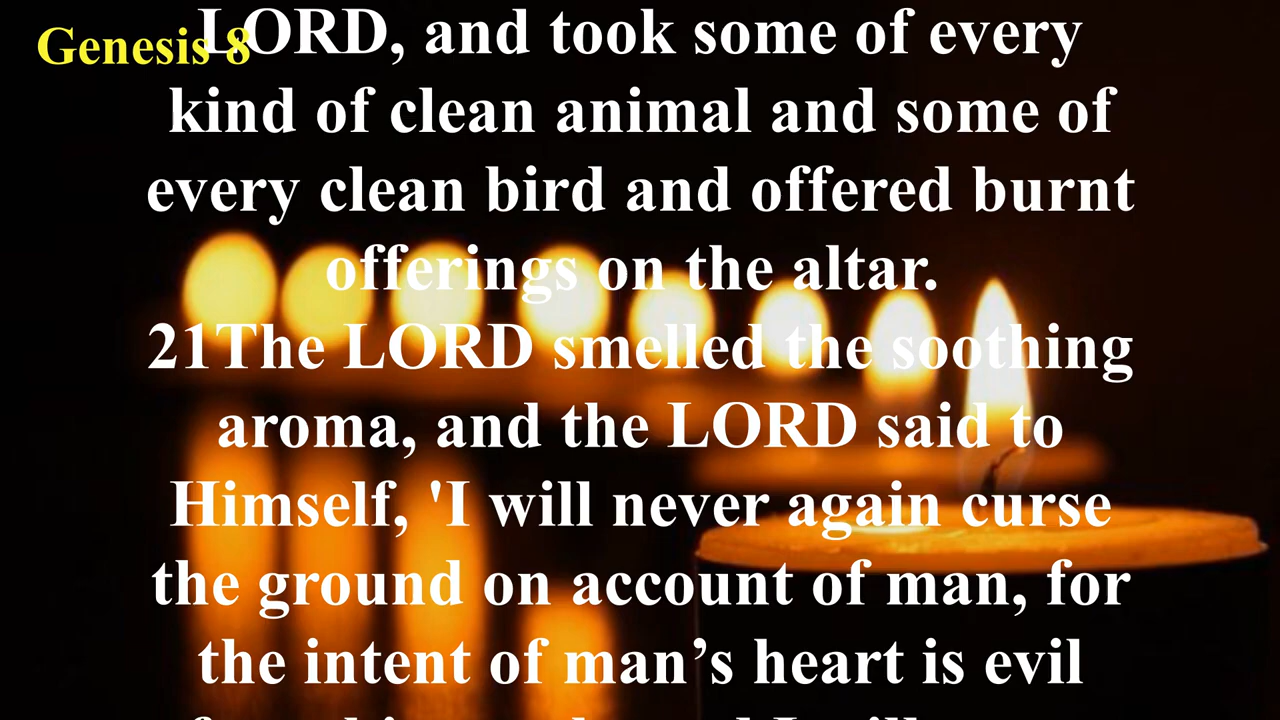 Genesis 8
LORD, and took some of every
kind of clean animal and some of
every clean bird and offered burnt
offerings on the altar.
21The LORD smelled the soothing
aroma, and the LORD said to
Himself, 'I will never again curse
the ground on account of man, for
the intent of man’s heart is evil